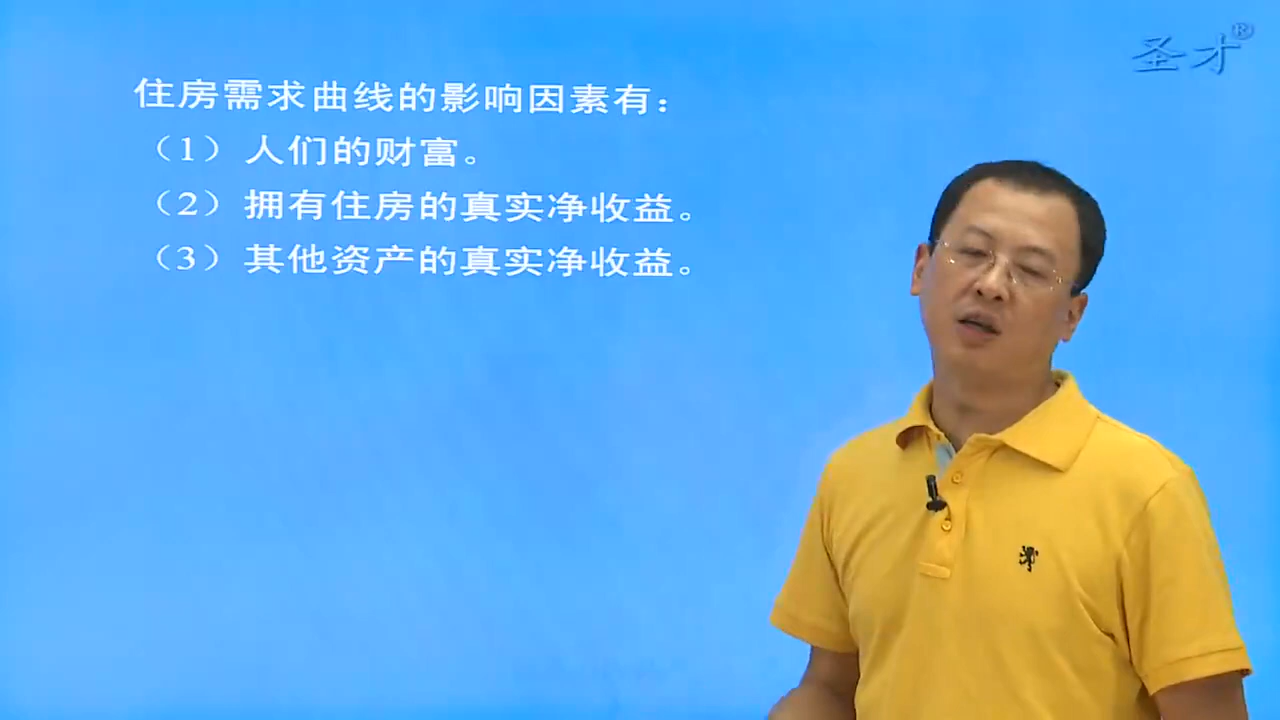 圣才®
住房需求曲线的影响因素有：
（1）人们的财富。
（2）拥有住房的真实净收益。
（3）其他资产的真实净收益。